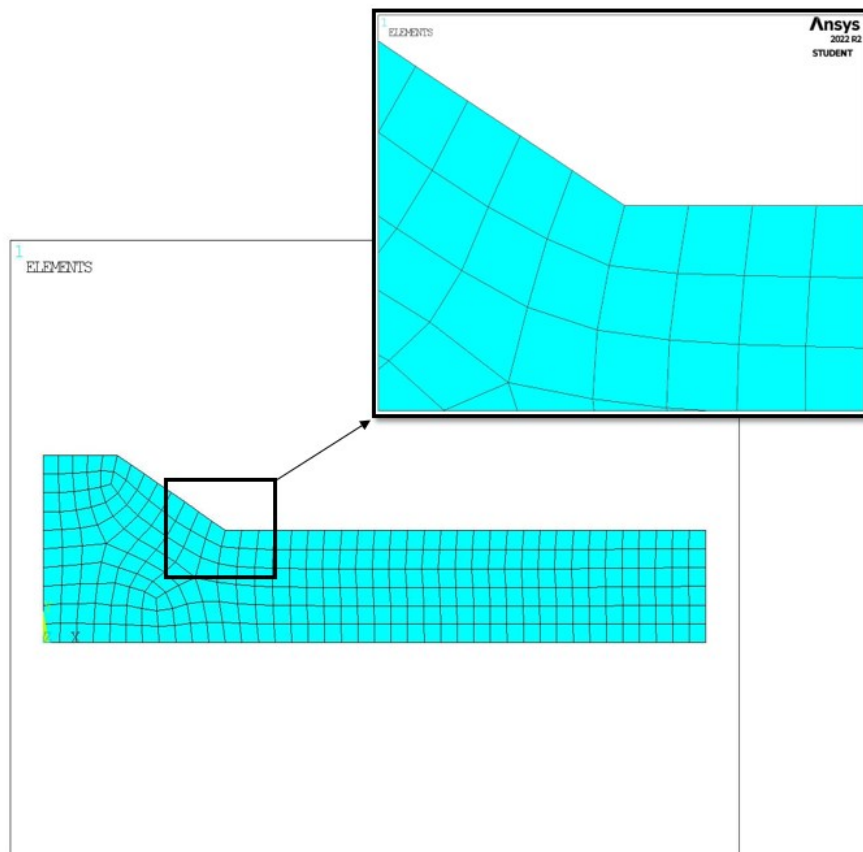 1
ELEMENTS
Ansys
2022 R2
STUDENT
1
ELEMENTS
X